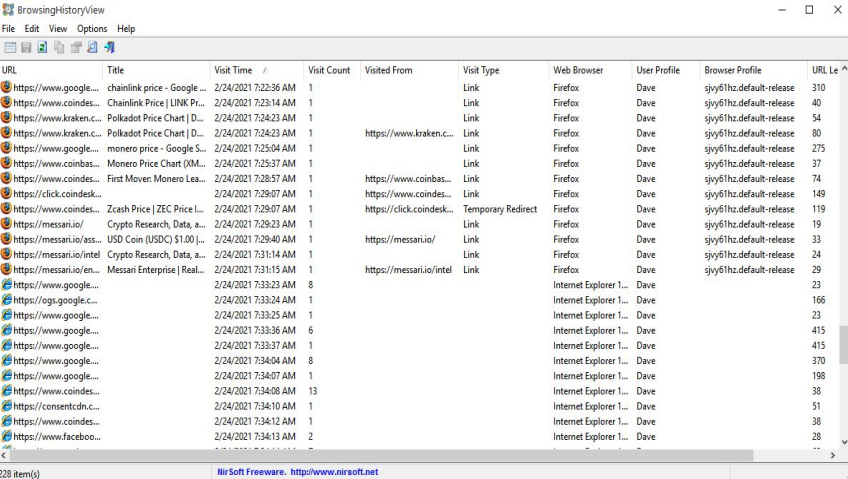 BrowsingHistoryView
File Edit View Options Help
URL Title Visit Time / Visit Count Visited From Visit Type Web Browser User Profile Browser Profile URL Le
https://www.google.... chainlink price - Google ... 2/24/2021 7:22:36 AM 1 Link Firefox Dave sjvy61hz.default-release 310
https://www.coindes... Chainlink Price | LINK Pr... 2/24/2021 7:23:14 AM 1 Link Firefox Dave sjvy61hz.default-release 40
https://www.kraken.c... Polkadot Price Chart | D... 2/24/2021 7:24:23 AM 1 Link Firefox Dave sjvy61hz.default-release 54
https://www.kraken.c... Polkadot Price Chart | D... 2/24/2021 7:24:23 AM 1 https://www.kraken.c... Link Firefox Dave sjvy61hz.default-release 80
https://www.google.... monero price - Google S... 2/24/2021 7:25:04 AM 1 Link Firefox Dave sjvy61hz.default-release 275
https://www.coinbas... Monero Price Chart (XM... 2/24/2021 7:25:37 AM 1 Link Firefox Dave sjvy61hz.default-release 37
https://www.coindes... First Mover: Monero Lea... 2/24/2021 7:28:57 AM 1 https://www.coinbas... Link Firefox Dave sjvy61hz.default-release 74
https://click.coindesk... 2/24/2021 7:29:07 AM 1 https://www.coindes... Link Firefox Dave sjvy61hz.default-release 149
https://www.coindes... Zcash Price | ZEC Price I... 2/24/2021 7:29:07 AM 1 https://click.coindesk... Temporary Redirect Firefox Dave sjvy61hz.default-release 119
https://messari.io/ Crypto Research, Data, a... 2/24/2021 7:29:23 AM 1 Link Firefox Dave sjvy61hz.default-release 19
https://messari.io/ass... USD Coin (USDC) $1.00 |... 2/24/2021 7:29:40 AM 1 https://messari.io/ Link Firefox Dave sjvy61hz.default-release 33
https://messari.io/intel Crypto Research, Data, a... 2/24/2021 7:31:14 AM 1 Link Firefox Dave sjvy61hz.default-release 24
https://messari.io/en... Messari Enterprise | Real... 2/24/2021 7:31:15 AM 1 https://messari.io/intel Link Firefox Dave sjvy61hz.default-release 29
https://www.google.... 2/24/2021 7:33:23 AM 8 Internet Explorer 1... Dave 23
https://ogs.google.c... 2/24/2021 7:33:24 AM 1 Internet Explorer 1... Dave 166
https://www.google.... 2/24/2021 7:33:25 AM 1 Internet Explorer 1... Dave 23
https://www.google.... 2/24/2021 7:33:36 AM 6 Internet Explorer 1... Dave 415
https://www.google.... 2/24/2021 7:33:37 AM 1 Internet Explorer 1... Dave 415
https://www.google.... 2/24/2021 7:34:04 AM 8 Internet Explorer 1... Dave 370
https://www.google.... 2/24/2021 7:34:07 AM 1 Internet Explorer 1... Dave 198
https://www.coindes... 2/24/2021 7:34:08 AM 13 Internet Explorer 1... Dave 38
https://consentcdn.c... 2/24/2021 7:34:10 AM 1 Internet Explorer 1... Dave 51
https://www.coindes... 2/24/2021 7:34:12 AM 1 Internet Explorer 1... Dave 38
https://www.faceboo... 2/24/2021 7:34:13 AM 2 Internet Explorer 1... Dave 28
228 item(s) NirSoft Freeware. http://www.nirsoft.net